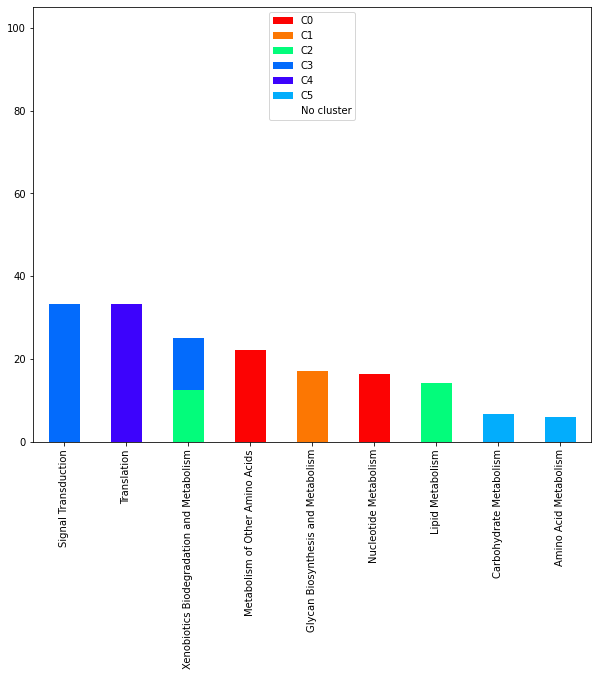 100
80
60
40
20
0
C0
C1
C2
C3
C4
C5
No cluster
Signal Transduction
Translation
Xenobiotics Biodegradation and Metabolism
Metabolism of Other Amino Acids
Glycan Biosynthesis and Metabolism
Nucleotide Metabolism
Lipid Metabolism
Carbohydrate Metabolism
Amino Acid Metabolism